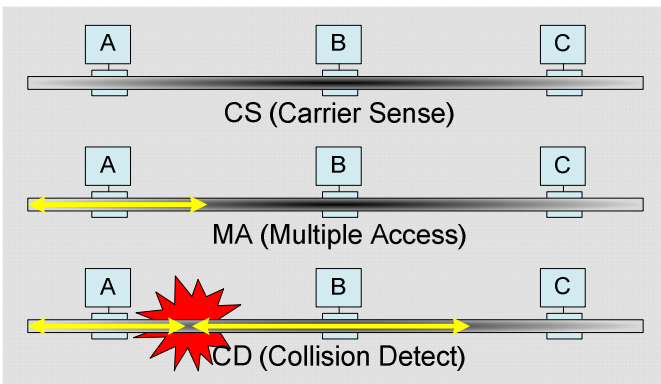 A B C
CS (Carrier Sense)
A B C
MA (Multiple Access)
A B C
CD (Collision Detect)